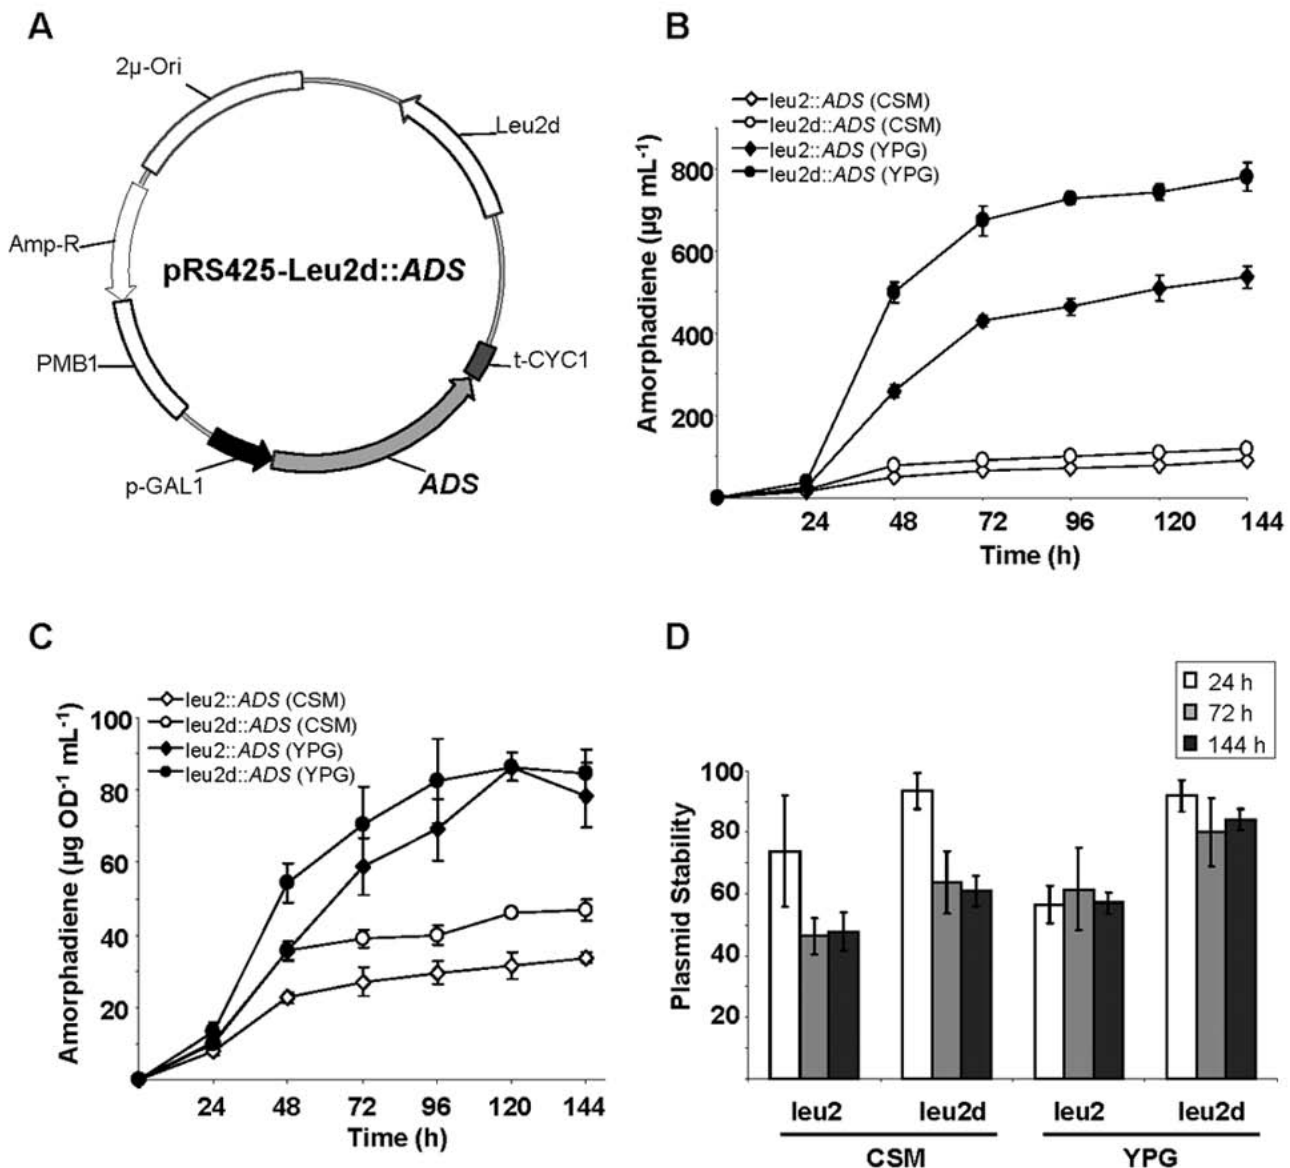 A
2µ-Ori
Leu2d
Amp-R
pRS425-Leu2d::ADS
PMB1
t-CYC1
p-GAL1
ADS
B
leu2::ADS (CSM)
leu2d::ADS (CSM)
leu2::ADS (YPG)
leu2d::ADS (YPG)
Amorphadiene (µg mL-1)
800
600
400
200
24 48 72 96 120 144
Time (h)
C
leu2::ADS (CSM)
leu2d::ADS (CSM)
leu2::ADS (YPG)
leu2d::ADS (YPG)
Amorphadiene (µg OD-1 mL-1)
100
80
60
40
20
24 48 72 96 120 144
Time (h)
D
24 h
72 h
144 h
Plasmid Stability
100
80
60
40
20
leu2 leu2d leu2 leu2d
CSM YPG